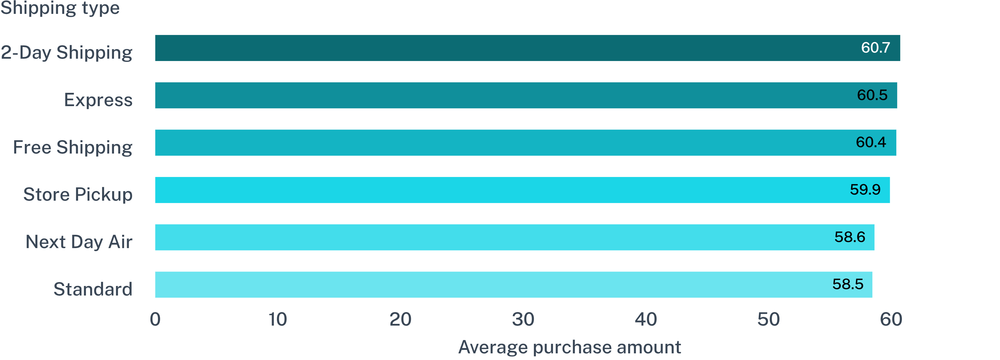 Shipping type
2-Day Shipping 60.7
Express 60.5
Free Shipping 60.4
Store Pickup 59.9
Next Day Air 58.6
Standard 58.5
0 10 20 30 40 50 60
Average purchase amount